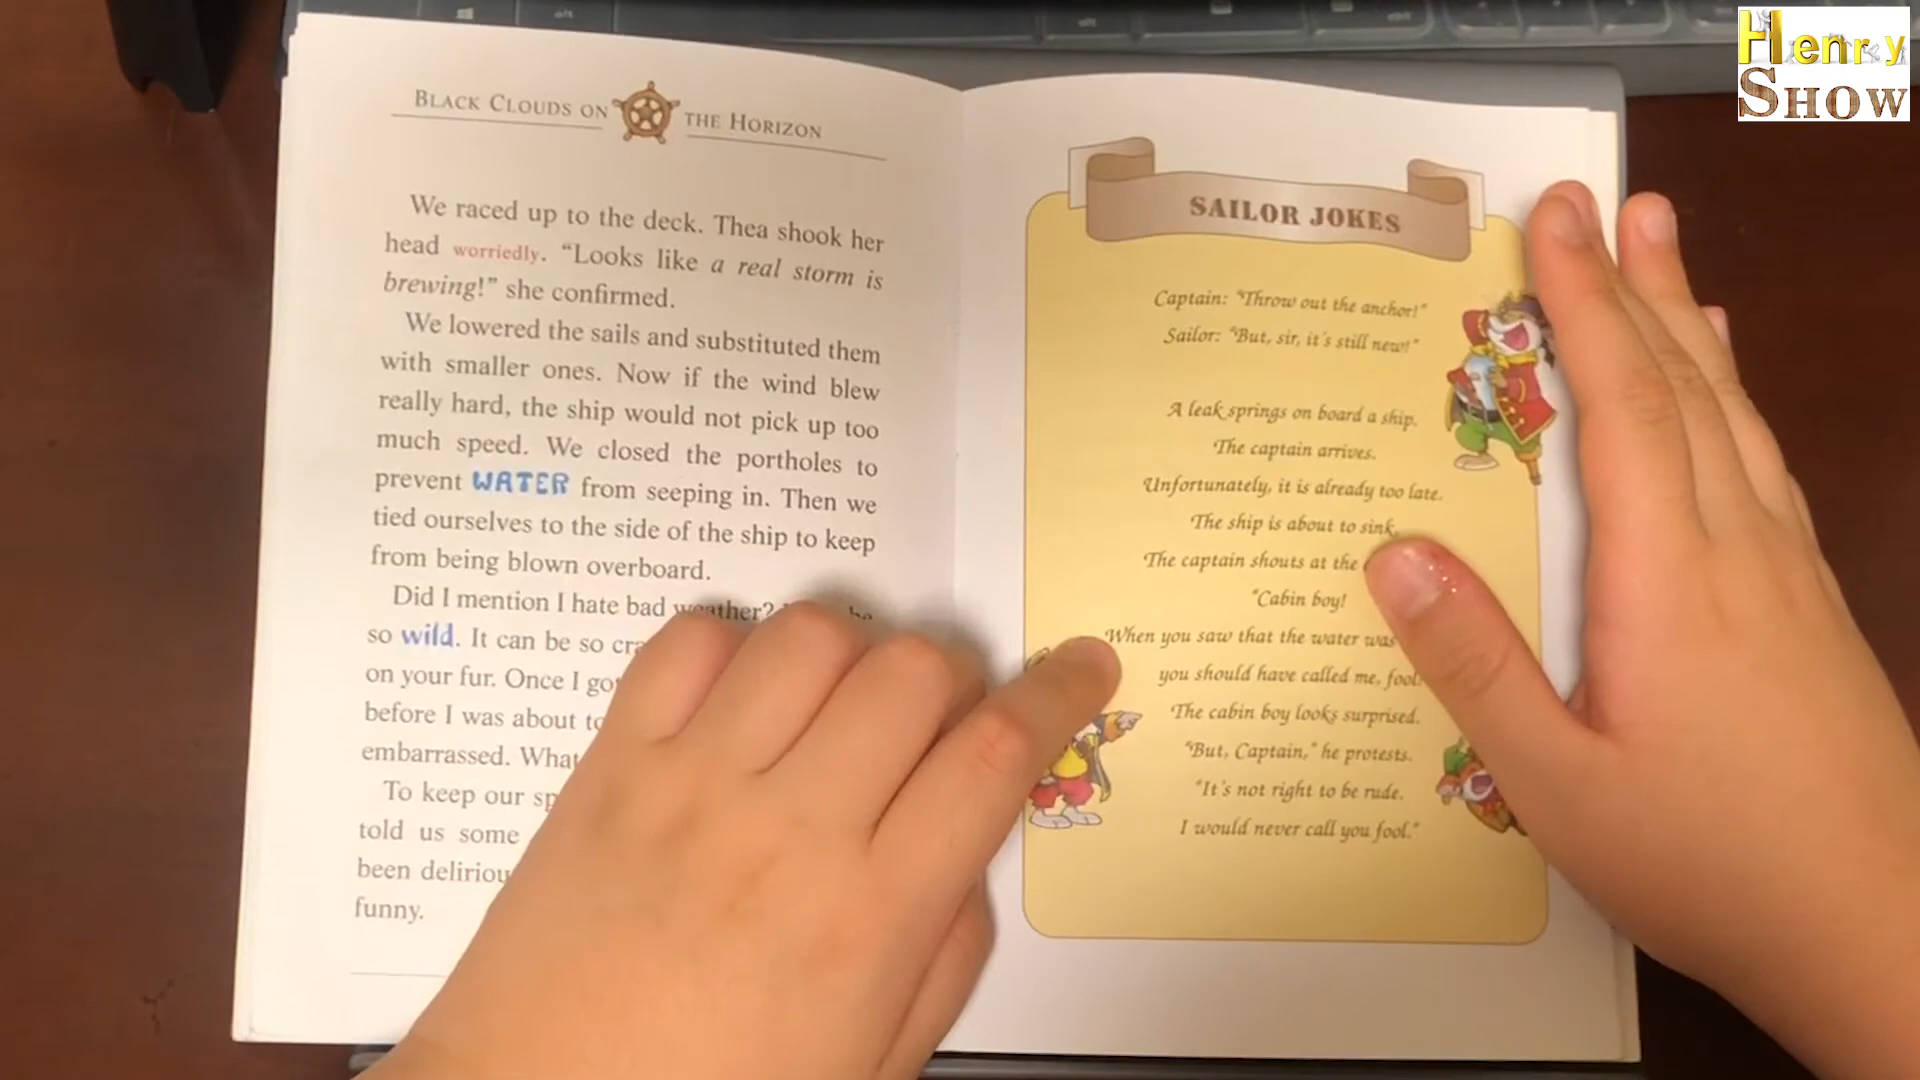 Henry
SHOW
BLACK CLOUDS ON THE HORIZON
We raced up to the deck. Thea shook her
head worriedly. “Looks like a real storm is
brewing!” she confirmed.
We lowered the sails and substituted them
with smaller ones. Now if the wind blew
really hard, the ship would not pick up too
much speed. We closed the portholes to
prevent WATER from seeping in. Then we
tied ourselves to the side of the ship to keep
from being blown overboard.
Did I mention I hate bad weather?
so wild. It can be so
on your fur. Once I
before I was about
embarrassed.
To keep our
told us some
been
funny.
SAILOR JOKES
Captain: “Throw out the anchor!”
Sailor: “But, sir, it’s still new!”
A leak springs on board a ship.
The captain arrives.
Unfortunately, it is already too late.
The ship is about to sink.
The captain shouts at the
“Cabin boy!
When you saw that the water was
you should have called me, fool
The cabin boy looks surprised.
“But, Captain,” he protests.
“It’s not right to be rude.
I would never call you fool.”